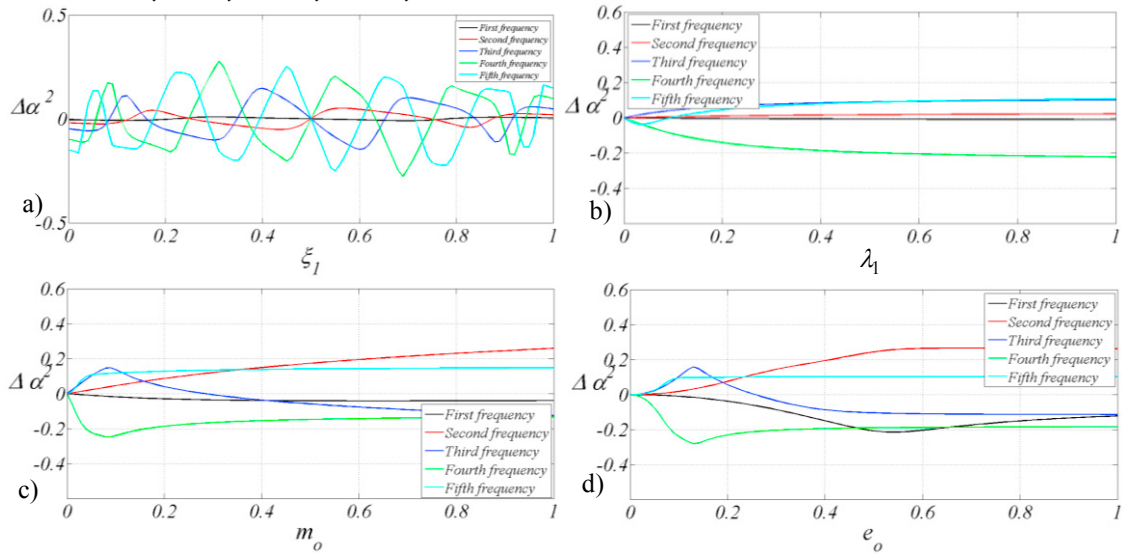 0.5
First frequency
Second frequency
Third frequency
Fourth frequency
Fifth frequency
Δα²
0
a)
-0.5
0 0.2 0.4 0.6 0.8 1
ξ₁
0.6
First frequency
Second frequency
0.4
Third frequency
Fourth frequency
0.2
Fifth frequency
Δα²
0
-0.2
-0.4
b)
0 0.2 0.4 0.6 0.8 1
λ₁
0.6
0.4
0.2
Δα²
0
-0.2
-0.4
First frequency
Second frequency
Third frequency
Fourth frequency
Fifth frequency
c)
0 0.2 0.4 0.6 0.8 1
mₒ
0.6
First frequency
Second frequency
0.4
Third frequency
Fourth frequency
0.2
Fifth frequency
Δα²
0
-0.2
-0.4
d)
0 0.2 0.4 0.6 0.8 1
eₒ